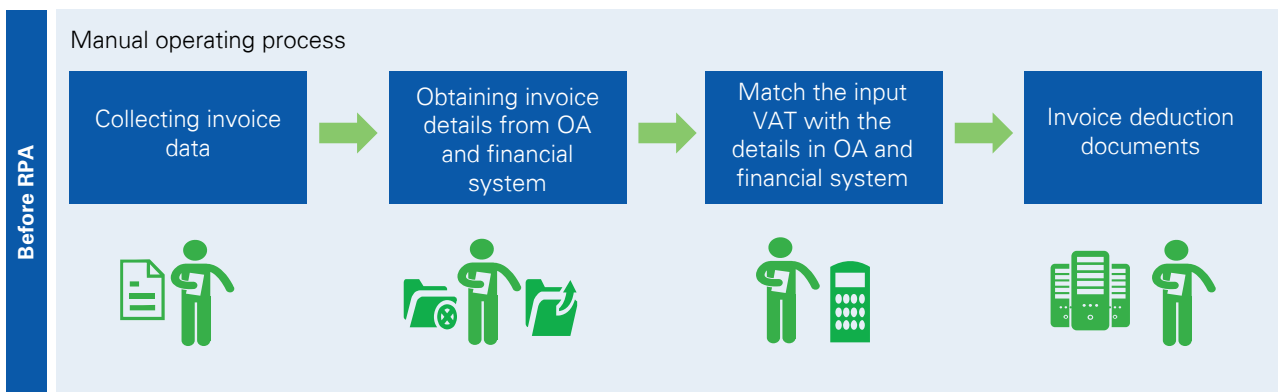 Before RPA
Manual operating process
Collecting invoice
data
Obtaining invoice
details from OA
and financial
system
Match the input
VAT with the
details in OA and
financial system
Invoice deduction
documents